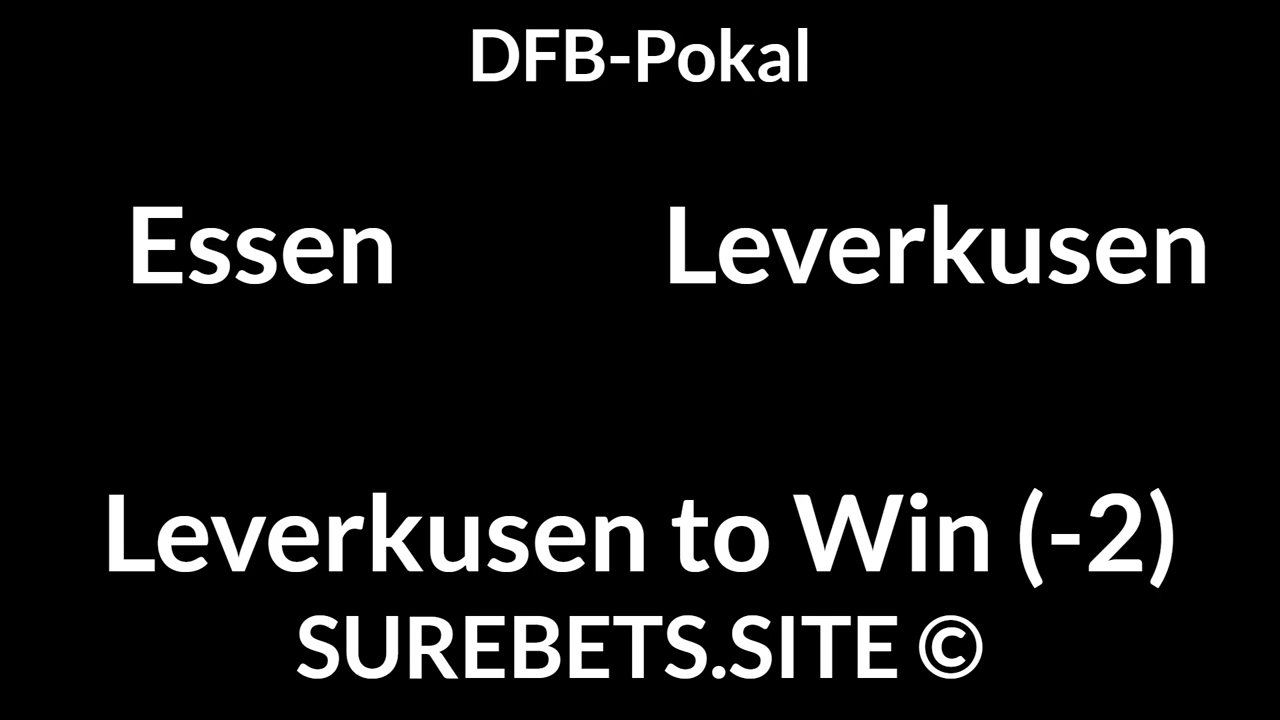 DFB-Pokal
Essen Leverkusen
Leverkusen to Win (-2)
SUREBETS.SITE ©